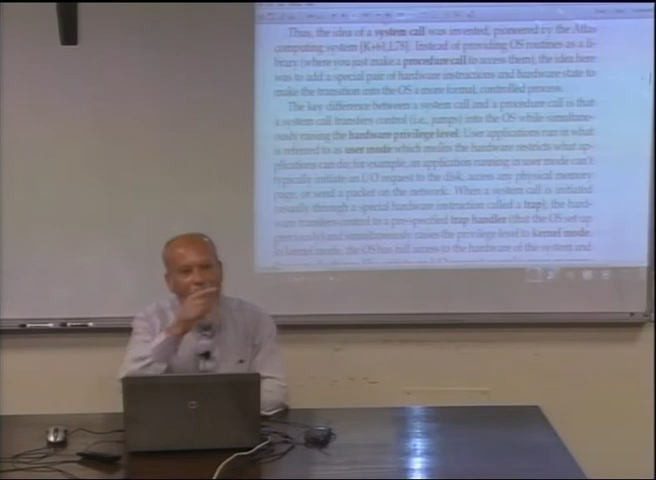 Thus, the idea of a system call was invented, pioneered by the Atlas
computing system [K+61,L78]. Instead of providing OS routines as a li-
brary (where you just make a procedure call to access them), the idea here
was to add a special pair of hardware instructions and hardware state to
make the transition into the OS a more formal, controlled process.
The key difference between a system call and a procedure call is that
a system call transfers control (i.e., jumps) into the OS while simultane-
ously raising the hardware privilege level. User applications run in what
is referred to as user mode which means the hardware restricts what ap-
plications can do; for example, an application running in user mode can't
typically initiate an I/O request to the disk, access any physical memory
page, or send a packet on the network. When a system call is initiated
(usually through a special hardware instruction called a trap), the hard-
ware transfers control to a pre-specified trap handler (that the OS set up
previously) and simultaneously raises the privilege level to kernel mode.
In kernel mode, the OS has full access to the hardware of the system and